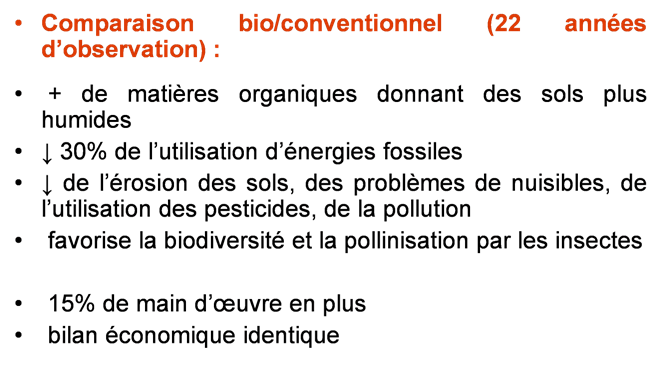 • Comparaison bio/conventionnel (22 années
d’observation) :
• + de matières organiques donnant des sols plus
humides
• ↓ 30% de l’utilisation d’énergies fossiles
• ↓ de l’érosion des sols, des problèmes de nuisibles, de
l’utilisation des pesticides, de la pollution
• favorise la biodiversité et la pollinisation par les insectes
• 15% de main d’œuvre en plus
• bilan économique identique